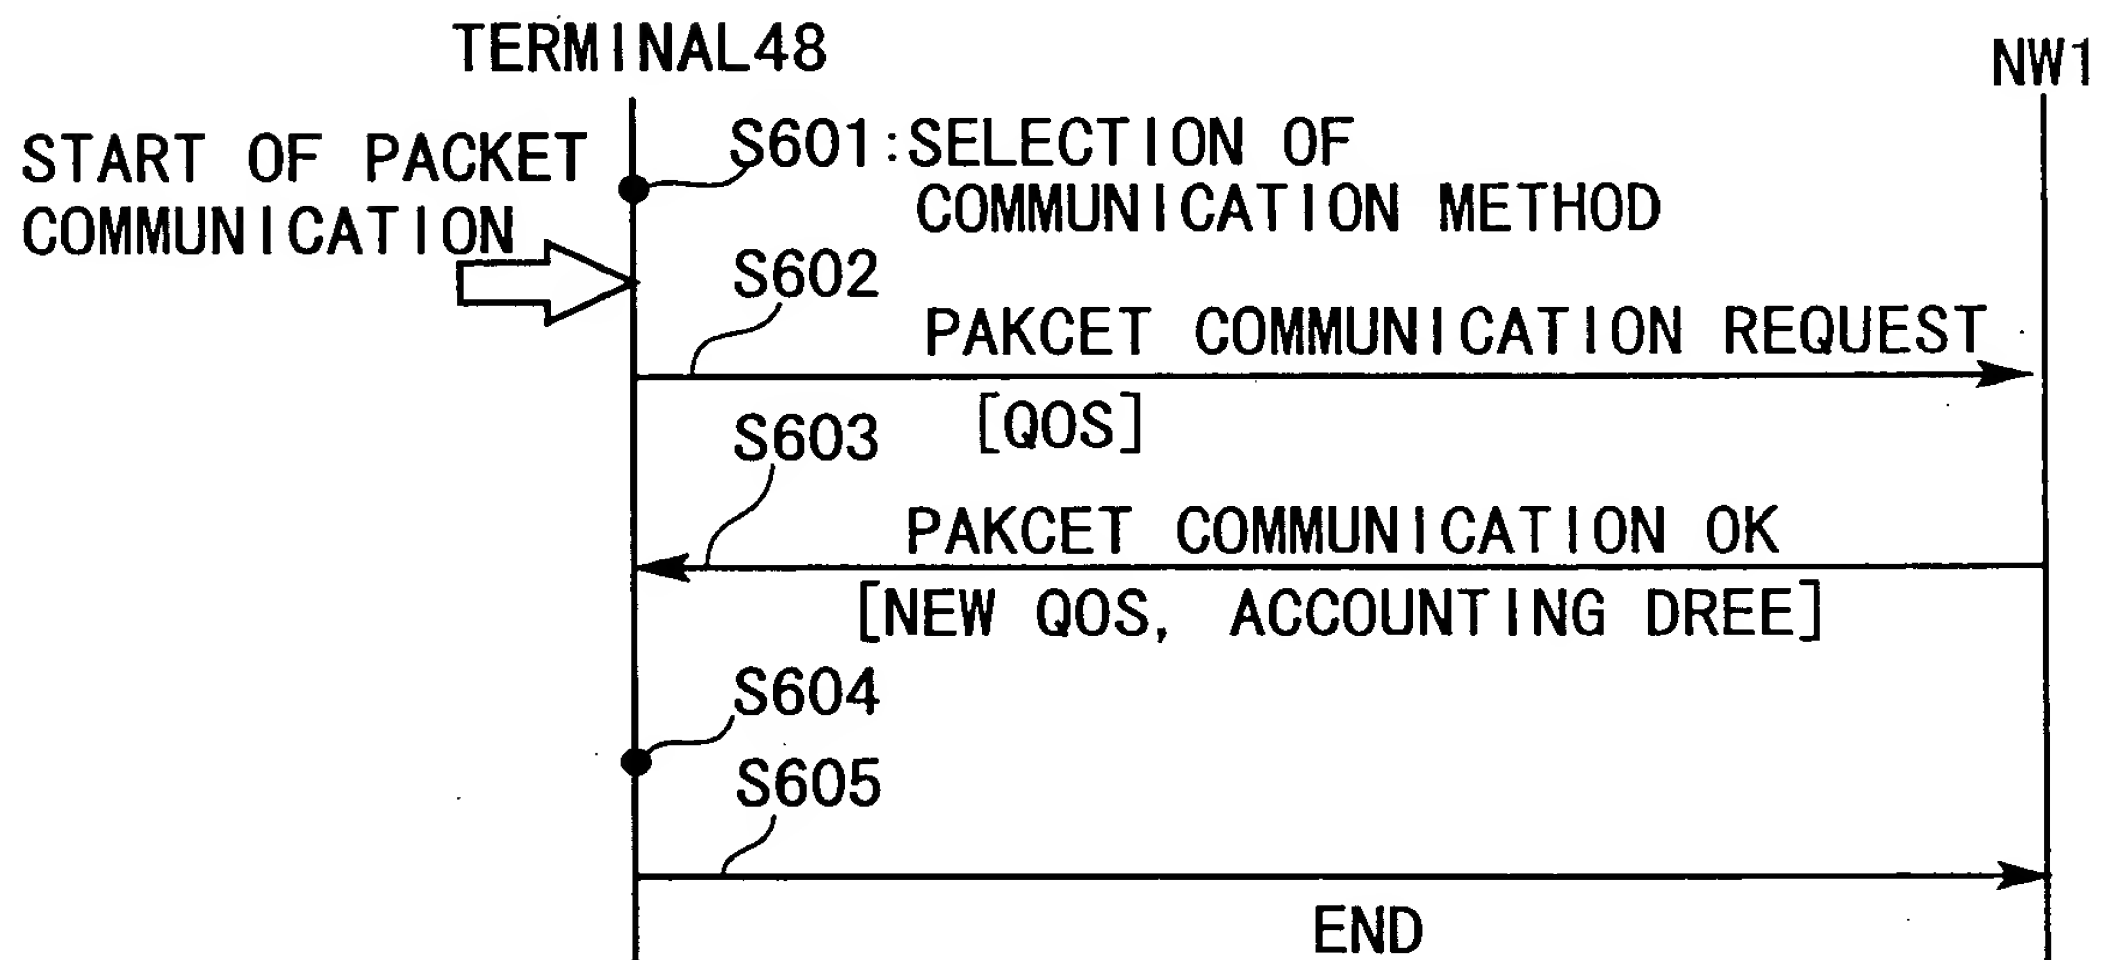 TERMINAL48
NW1
START OF PACKET
COMMUNICATION
S601:SELECTION OF
COMMUNICATION METHOD
S602
PAKCET COMMUNICATION REQUEST
[QOS]
S603
PAKCET COMMUNICATION OK
[NEW QOS, ACCOUNTING DREE]
S604
S605
END